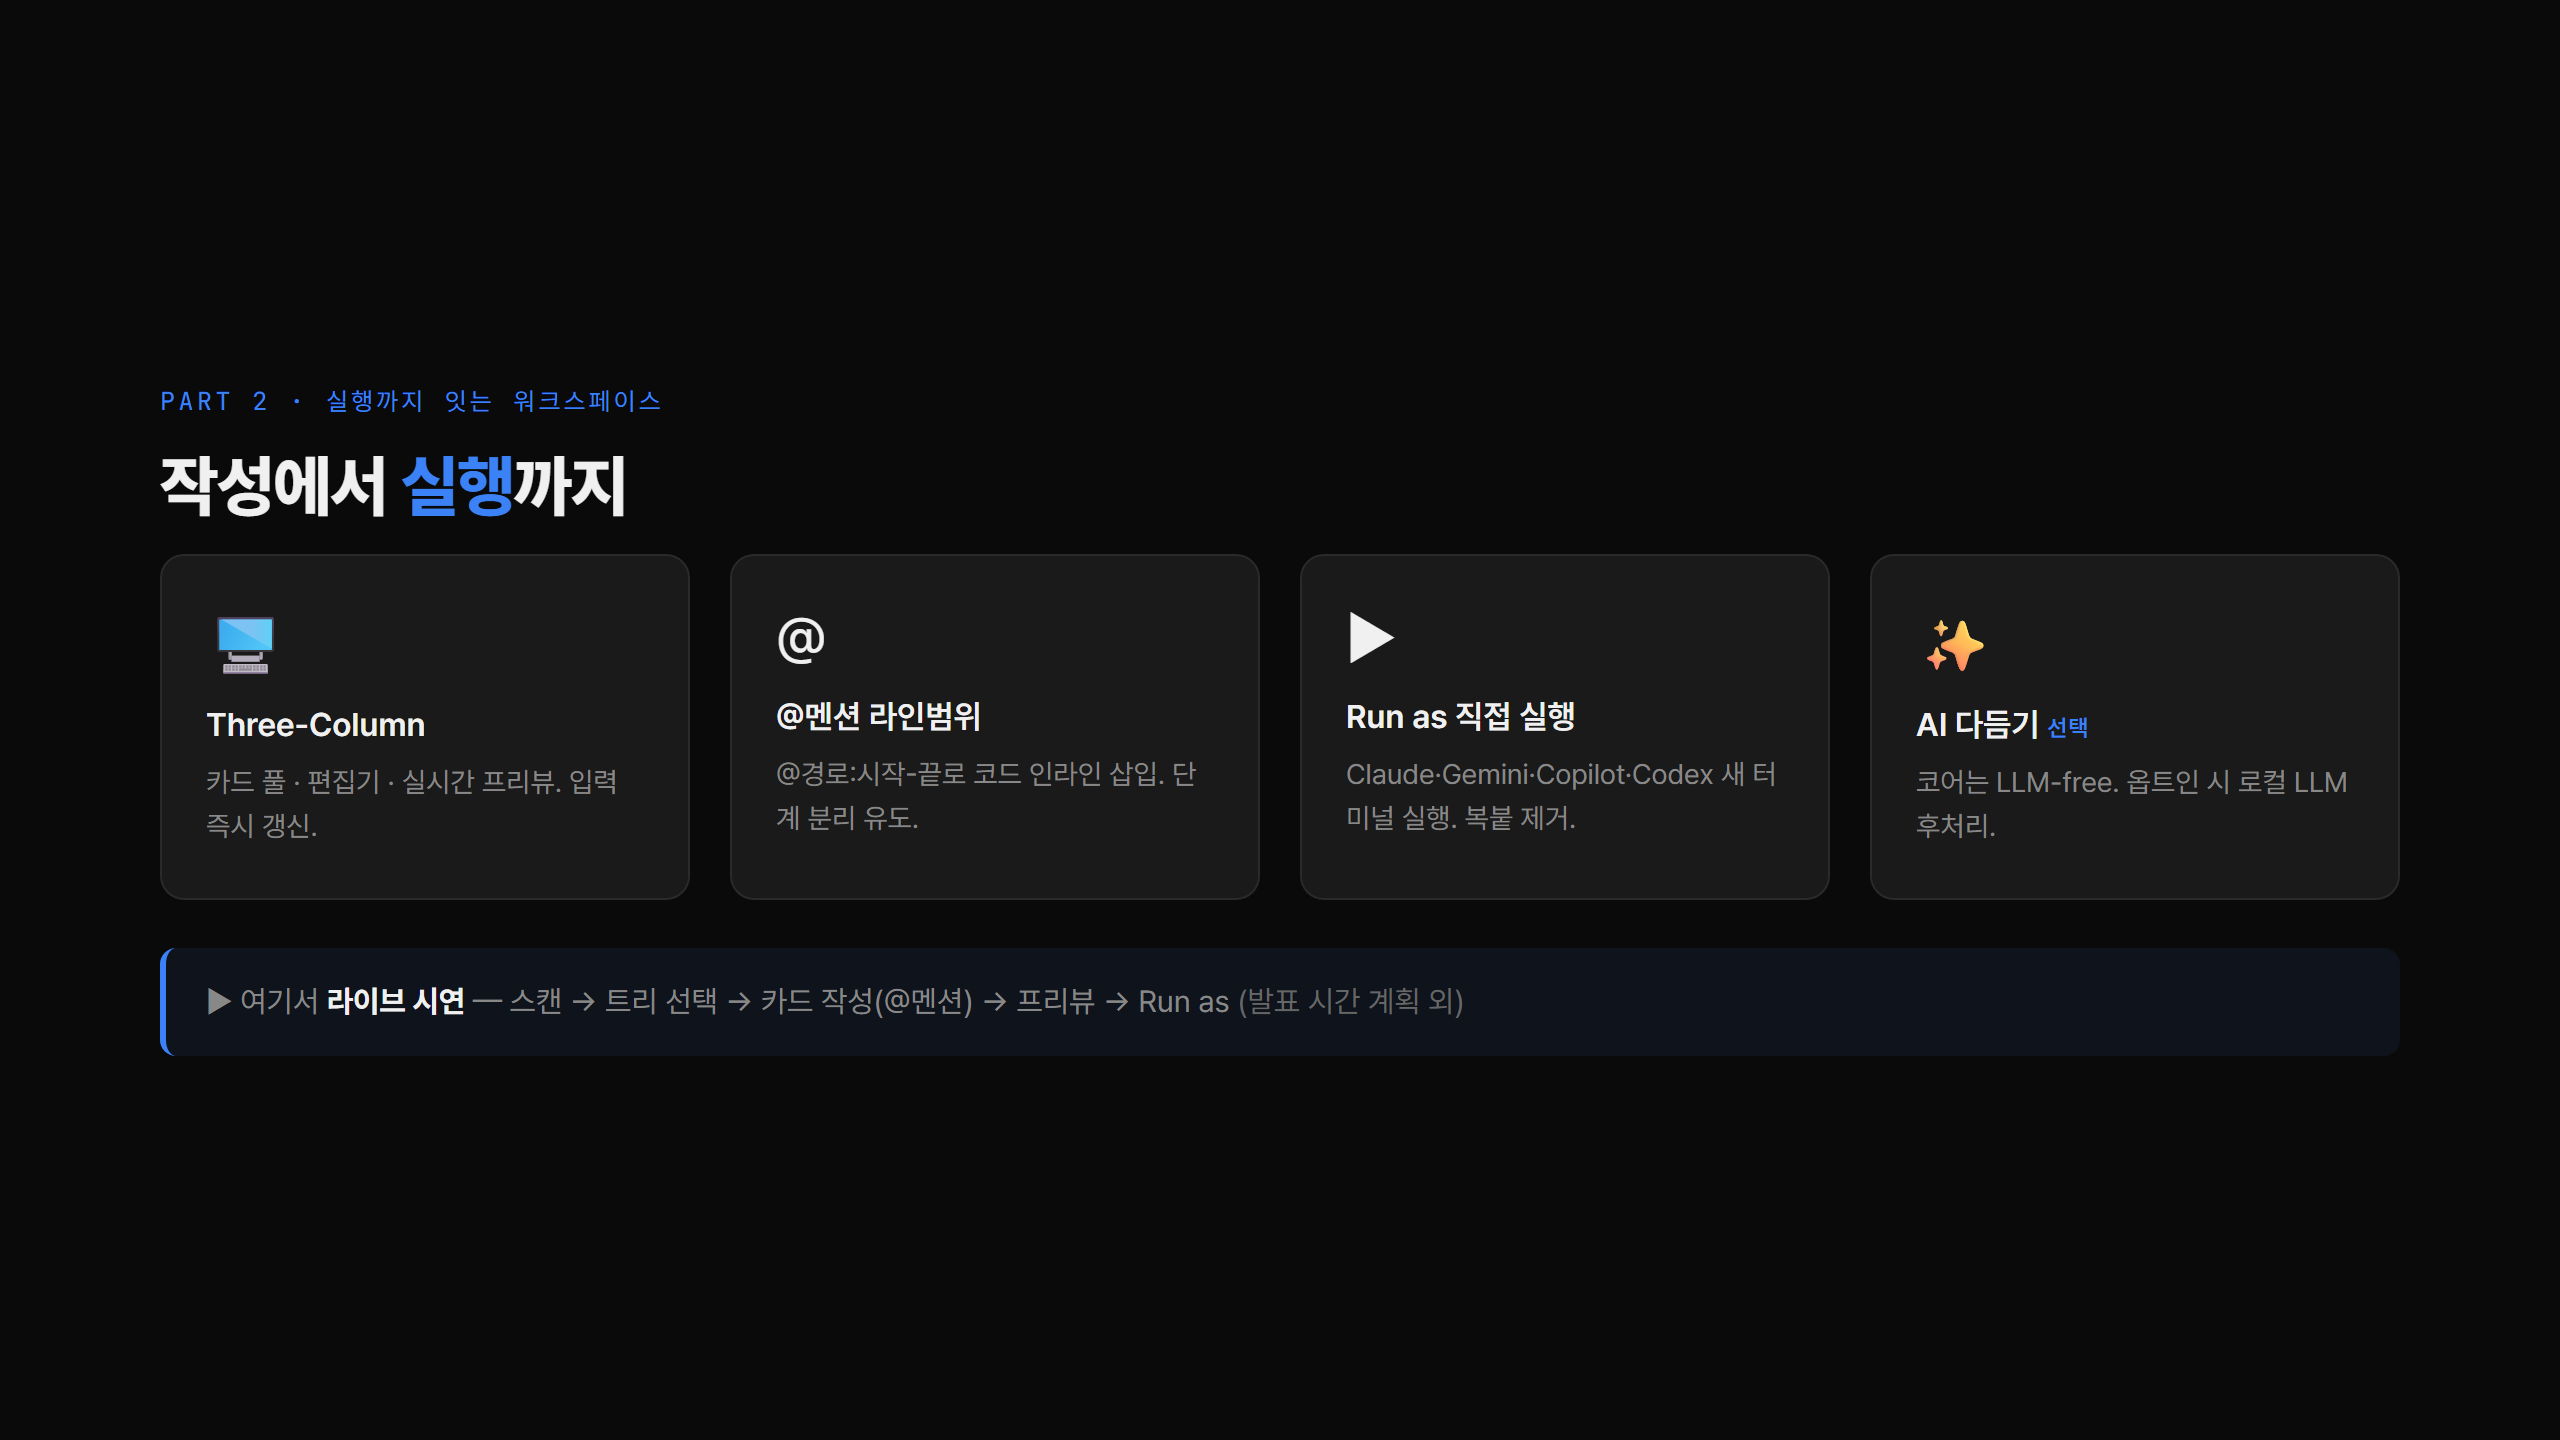 PART 2 · 실행까지 잇는 워크스페이스
작성에서 실행까지
@
Three-Column
카드 풀 · 편집기 · 실시간 프리뷰. 입력
즉시 갱신.
@멘션 라인범위
@경로:시작-끝로 코드 인라인 삽입. 단
계 분리 유도.
Run as 직접 실행
Claude·Gemini·Copilot·Codex 새 터
미널 실행. 복붙 제거.
AI 다듬기 선택
코어는 LLM-free. 옵트인 시 로컬 LLM
후처리.
▶ 여기서 라이브 시연 — 스캔 → 트리 선택 → 카드 작성(@멘션) → 프리뷰 → Run as (발표 시간 계획 외)